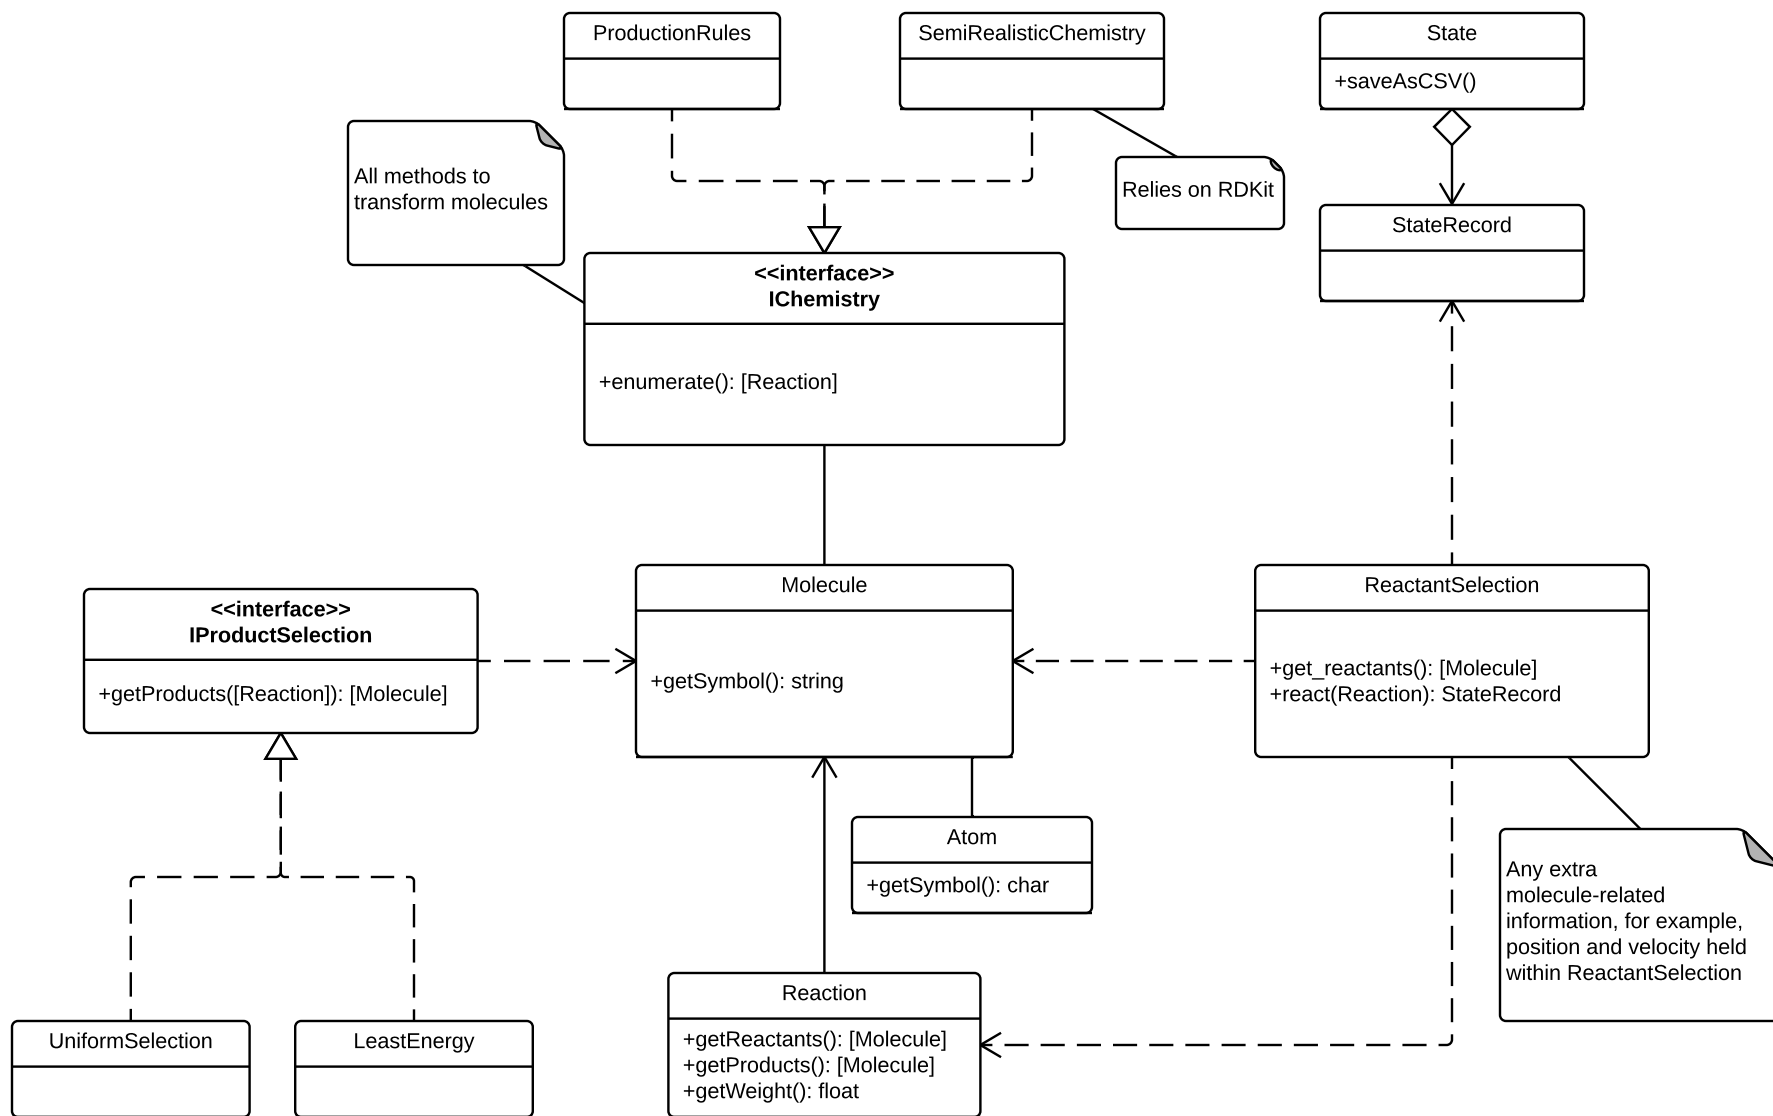 ProductionRules
SemiRealisticChemistry
State
+saveAsCSV()
All methods to
transform molecules
Relies on RDKit
StateRecord
<<interface>>
IChemistry
+enumerate(): [Reaction]
<<interface>>
IProductSelection
+getProducts([Reaction]): [Molecule]
Molecule
+getSymbol(): string
ReactantSelection
+get_reactants(): [Molecule]
+react(Reaction): StateRecord
Atom
+getSymbol(): char
Any extra
molecule-related
information, for example,
position and velocity held
within ReactantSelection
Reaction
+getReactants(): [Molecule]
+getProducts(): [Molecule]
+getWeight(): float
UniformSelection
LeastEnergy